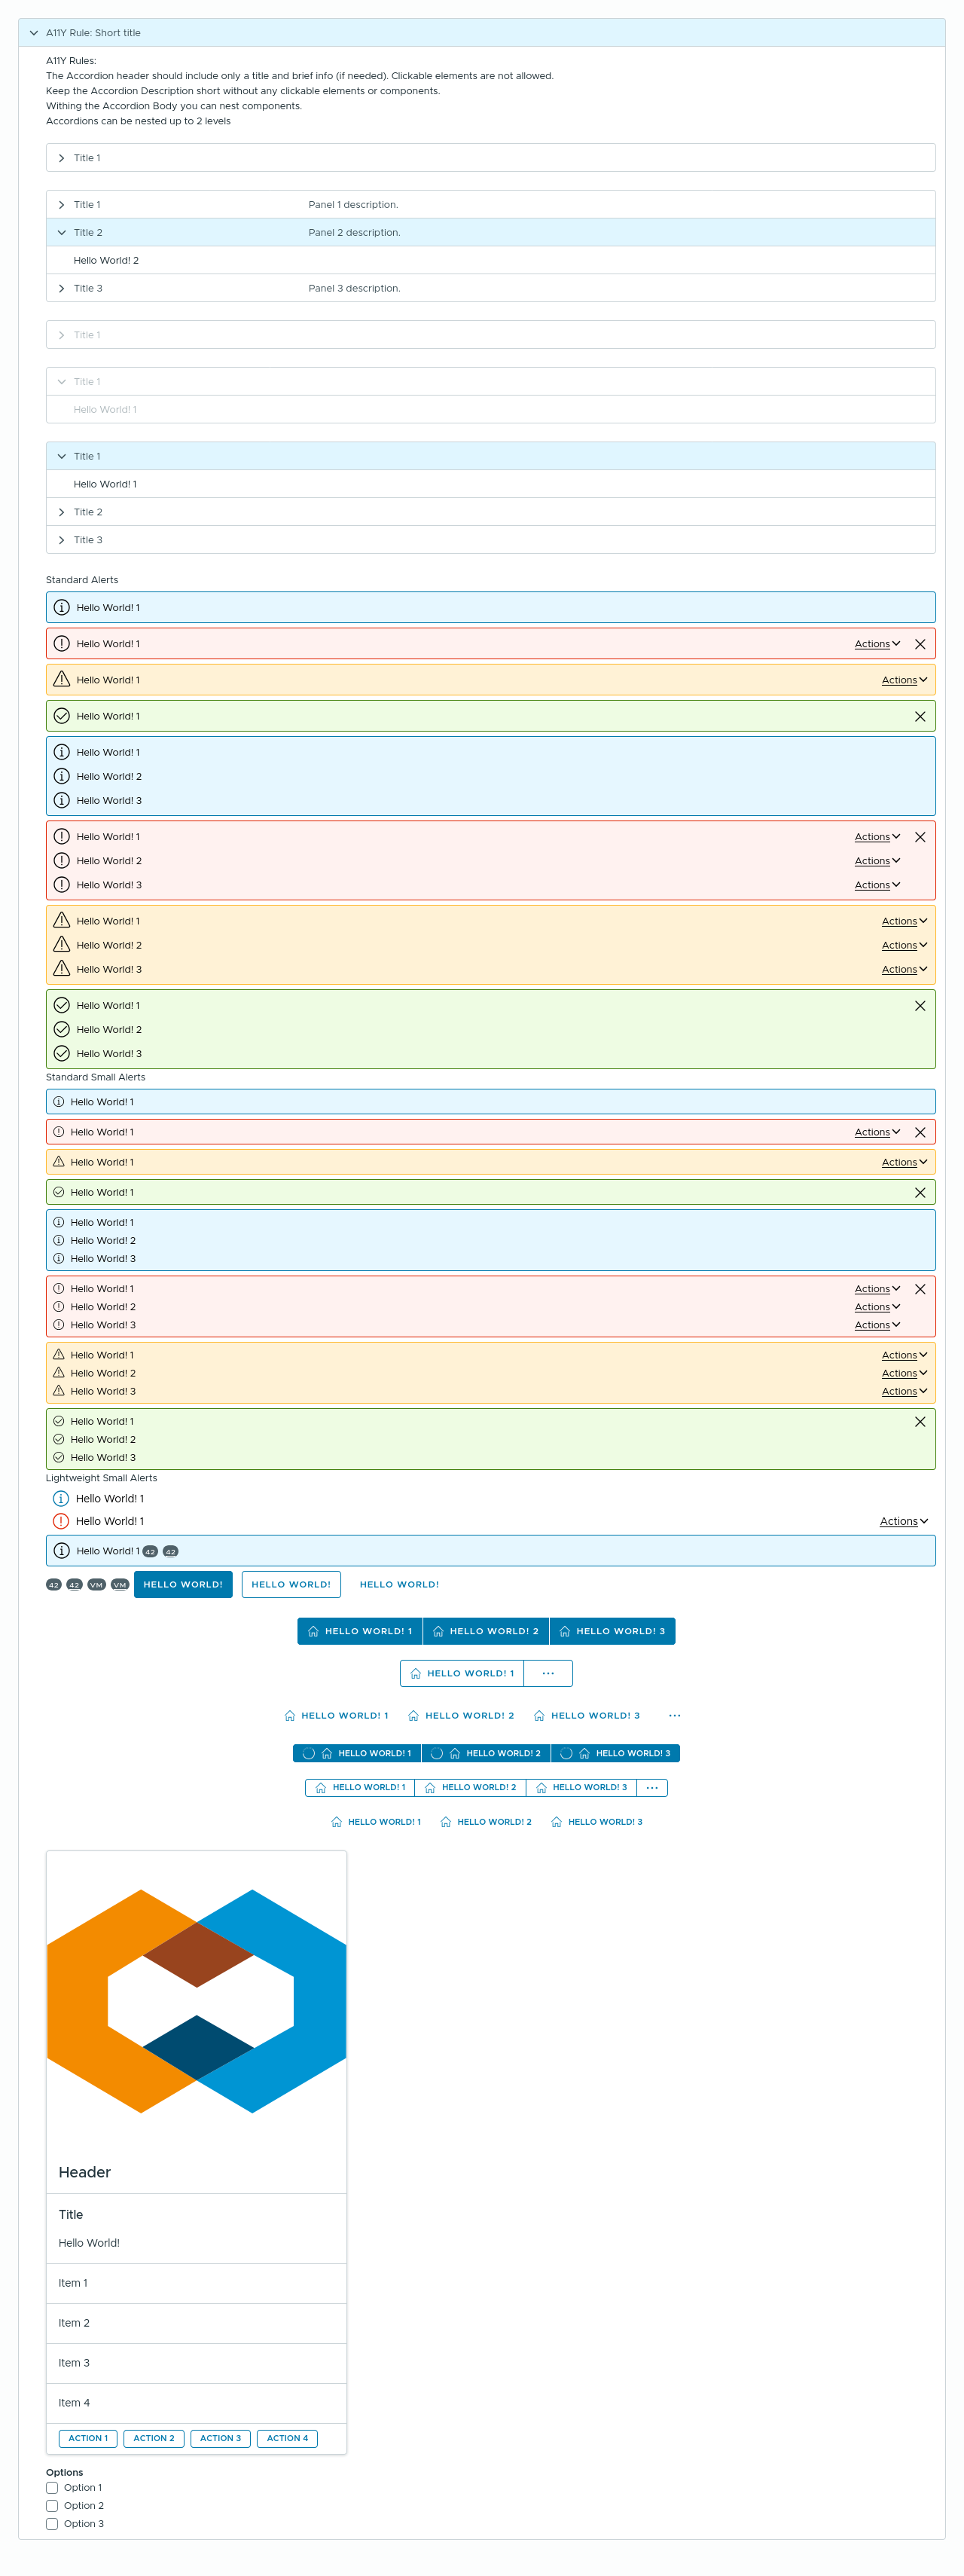 A11Y Rule: Short title
A11Y Rules:
The Accordion header should include only a title and brief info (if needed). Clickable elements are not allowed.
Keep the Accordion Description short without any clickable elements or components.
Withing the Accordion Body you can nest components.
Accordions can be nested up to 2 levels
Title 1
Title 1 Panel 1 description.
Title 2 Panel 2 description.
Hello World! 2
Title 3 Panel 3 description.
Title 1
Title 1
Hello World! 1
Title 1
Hello World! 1
Title 2
Title 3
Standard Alerts
Hello World! 1
Hello World! 1 Actions
Hello World! 1 Actions
Hello World! 1
Hello World! 1
Hello World! 2
Hello World! 3
Hello World! 1 Actions
Hello World! 2 Actions
Hello World! 3 Actions
Hello World! 1 Actions
Hello World! 2 Actions
Hello World! 3 Actions
Hello World! 1
Hello World! 2
Hello World! 3
Standard Small Alerts
Hello World! 1
Hello World! 1 Actions
Hello World! 1 Actions
Hello World! 1
Hello World! 1
Hello World! 2
Hello World! 3
Hello World! 1 Actions
Hello World! 2 Actions
Hello World! 3 Actions
Hello World! 1 Actions
Hello World! 2 Actions
Hello World! 3 Actions
Hello World! 1
Hello World! 2
Hello World! 3
Lightweight Small Alerts
Hello World! 1
Hello World! 1 Actions
Hello World! 1 42 42
42 42 VM VM HELLO WORLD! HELLO WORLD! HELLO WORLD!
HELLO WORLD! 1 HELLO WORLD! 2 HELLO WORLD! 3
HELLO WORLD! 1 ...
HELLO WORLD! 1 HELLO WORLD! 2 HELLO WORLD! 3 ...
HELLO WORLD! 1 HELLO WORLD! 2 HELLO WORLD! 3
HELLO WORLD! 1 HELLO WORLD! 2 HELLO WORLD! 3 ...
HELLO WORLD! 1 HELLO WORLD! 2 HELLO WORLD! 3
Header
Title
Hello World!
Item 1
Item 2
Item 3
Item 4
ACTION 1 ACTION 2 ACTION 3 ACTION 4
Options
Option 1
Option 2
Option 3